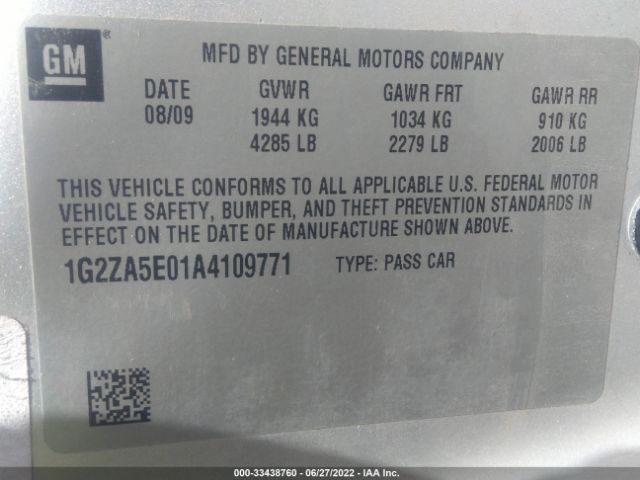 GM ®
MFD BY GENERAL MOTORS COMPANY
DATE GVWR GAWR FRT GAWR RR
08/09 1944 KG 1034 KG 910 KG
4285 LB 2279 LB 2006 LB
THIS VEHICLE CONFORMS TO ALL APPLICABLE U.S. FEDERAL MOTOR
VEHICLE SAFETY, BUMPER, AND THEFT PREVENTION STANDARDS IN
EFFECT ON THE DATE OF MANUFACTURE SHOWN ABOVE.
1G2ZA5E01A4109771 TYPE: PASS CAR
000-33438760 - 06/27/2022 - IAA Inc.